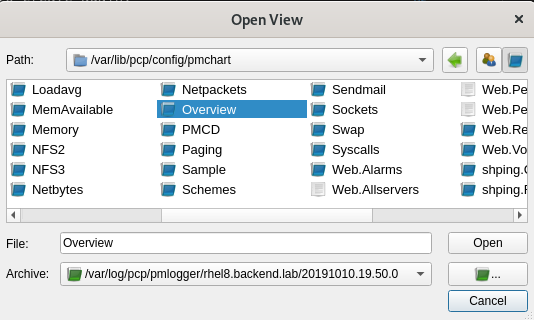 Open View
Path: /var/lib/pcp/config/pmchart
Loadavg Netpackets Sendmail Web.Pe
MemAvailable Overview Sockets Web.Pe
Memory PMCD Swap Web.Re
NFS2 Paging Syscalls Web.Vo
NFS3 Sample Web.Alarms shping.
Netbytes Schemes Web.Allservers shping.
File: Overview Open
Archive: /var/log/pcp/pmlogger/rhel8.backend.lab/20191010.19.50.0 ...
Cancel